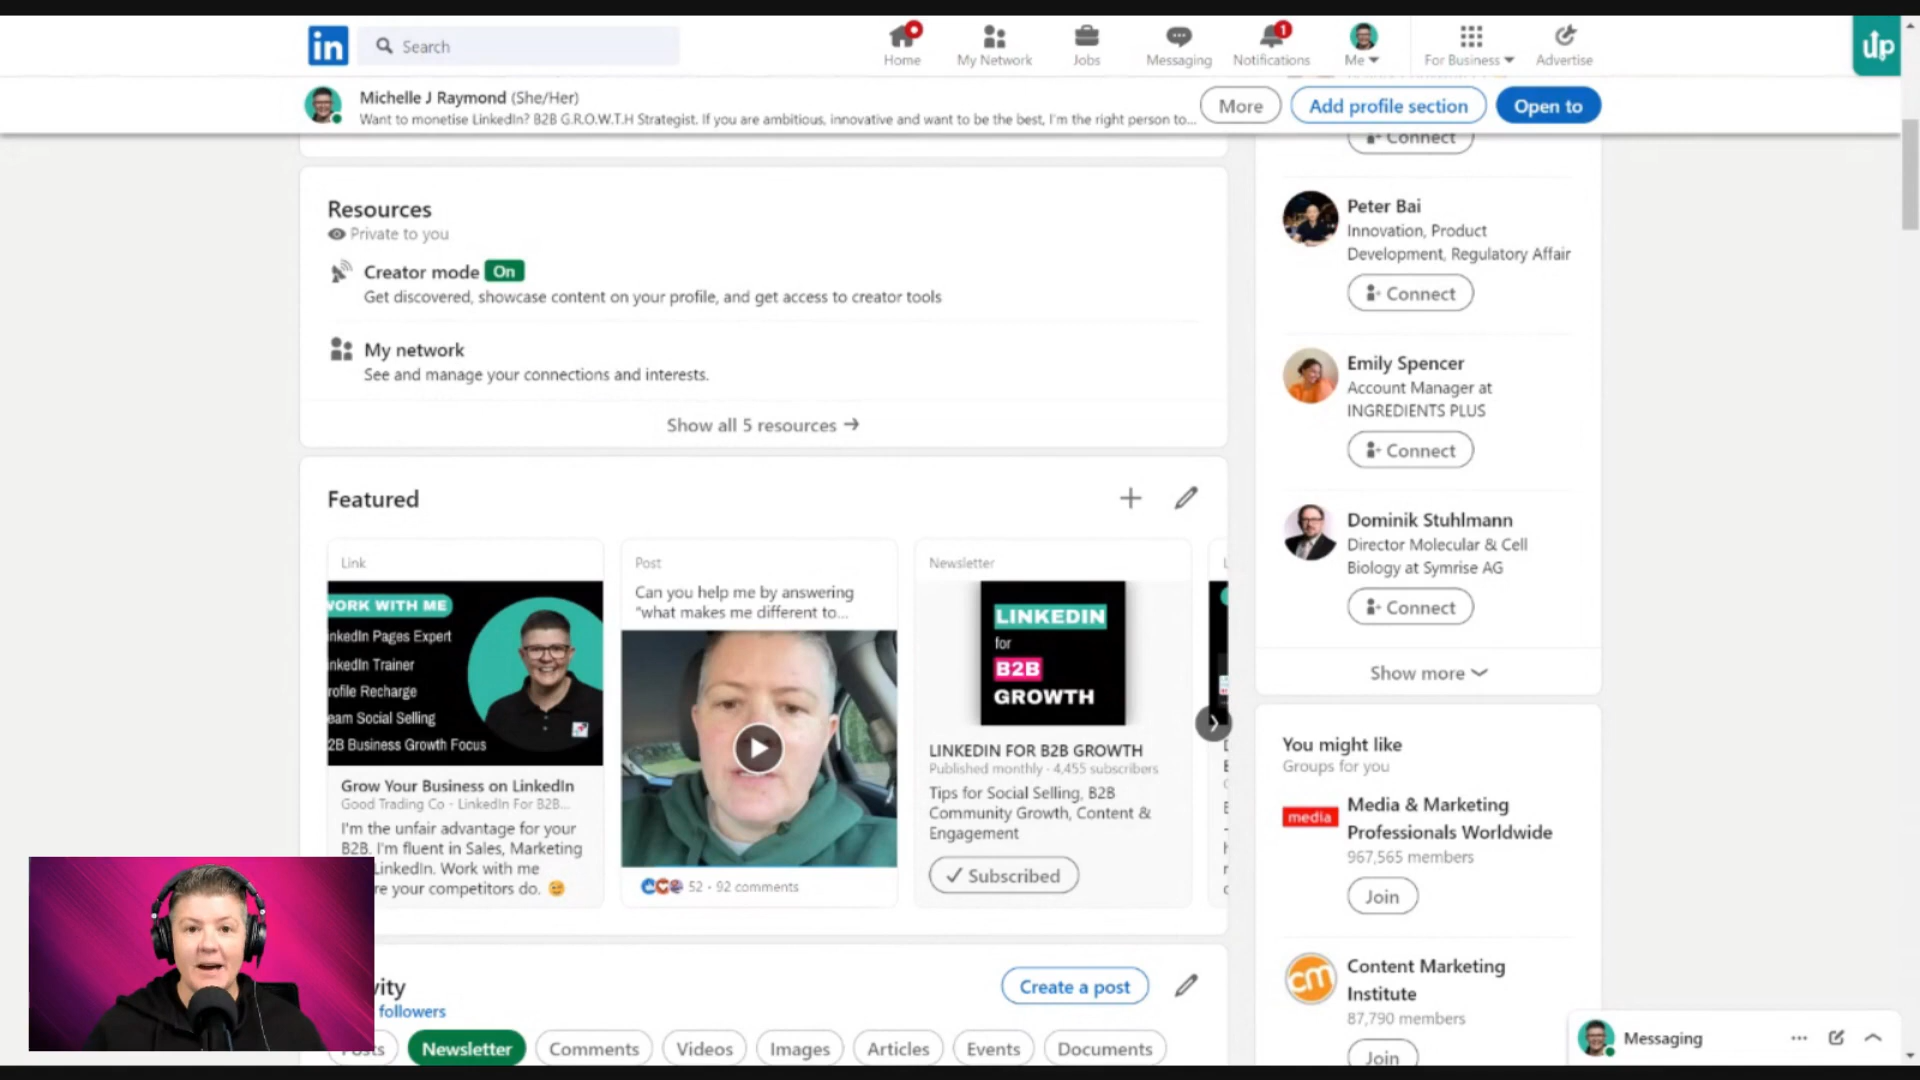 in
Search
Home
My Network
Jobs
Messaging
1
Notifications
Me
For Business
Advertise
up
Michelle J Raymond (She/Her)
Want to monetise LinkedIn? B2B G.R.O.W.T.H Strategist. If you are ambitious, innovative and want to be the best, I'm the right person to...
More
Add profile section
Open to
Connect
Resources
Private to you
Creator mode On
Get discovered, showcase content on your profile, and get access to creator tools
My network
See and manage your connections and interests.
Show all 5 resources →
Peter Bai
Innovation, Product
Development, Regulatory Affair
Connect
Emily Spencer
Account Manager at
INGREDIENTS PLUS
Connect
Dominik Stuhlmann
Director Molecular & Cell
Biology at Symrise AG
Connect
Show more
Featured
Link
WORK WITH ME
nkedIn Pages Expert
nkedIn Trainer
rofile Recharge
eam Social Selling
2B Business Growth Focus
Grow Your Business on LinkedIn
Good Trading Co - LinkedIn For B2B...
I'm the unfair advantage for your
B2B. I'm fluent in Sales, Marketing
LinkedIn. Work with me
re your competitors do. 😉
Post
Can you help me by answering
"what makes me different to...
52 · 92 comments
Newsletter
LINKEDIN
for
B2B
GROWTH
LINKEDIN FOR B2B GROWTH
Published monthly · 4,455 subscribers
Tips for Social Selling, B2B
Community Growth, Content &
Engagement
✓ Subscribed
You might like
Groups for you
media
Media & Marketing
Professionals Worldwide
967,565 members
Join
cm
Content Marketing
Institute
87,790 members
Join
vity
followers
Create a post
Posts
Newsletter
Comments
Videos
Images
Articles
Events
Documents
Messaging